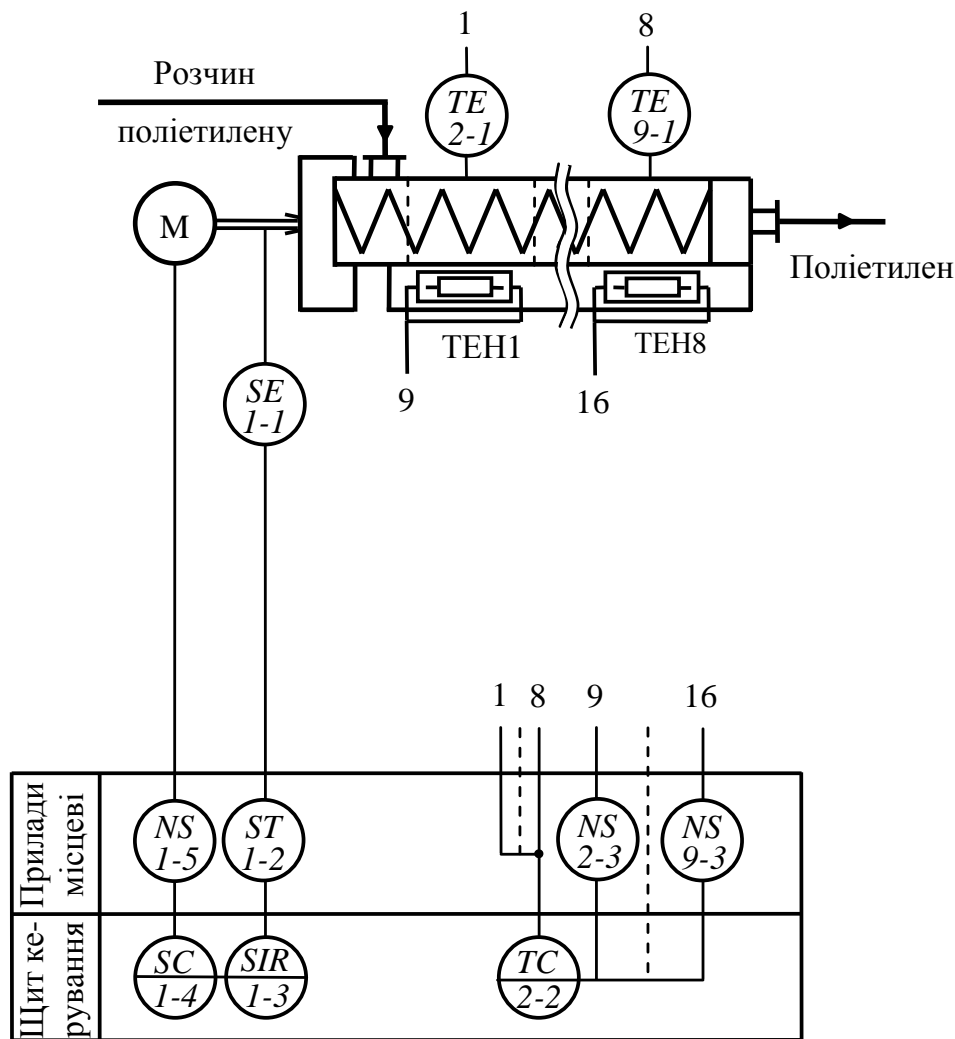 1
8
Розчин
поліетилену
TE
2-1
TE
9-1
М
Поліетилен
ТЕН1
ТЕН8
9
16
SE
1-1
1
8
9
16
Прилади
місцеві
NS
1-5
ST
1-2
NS
2-3
NS
9-3
Щит ке-
рування
SC
1-4
SIR
1-3
TC
2-2